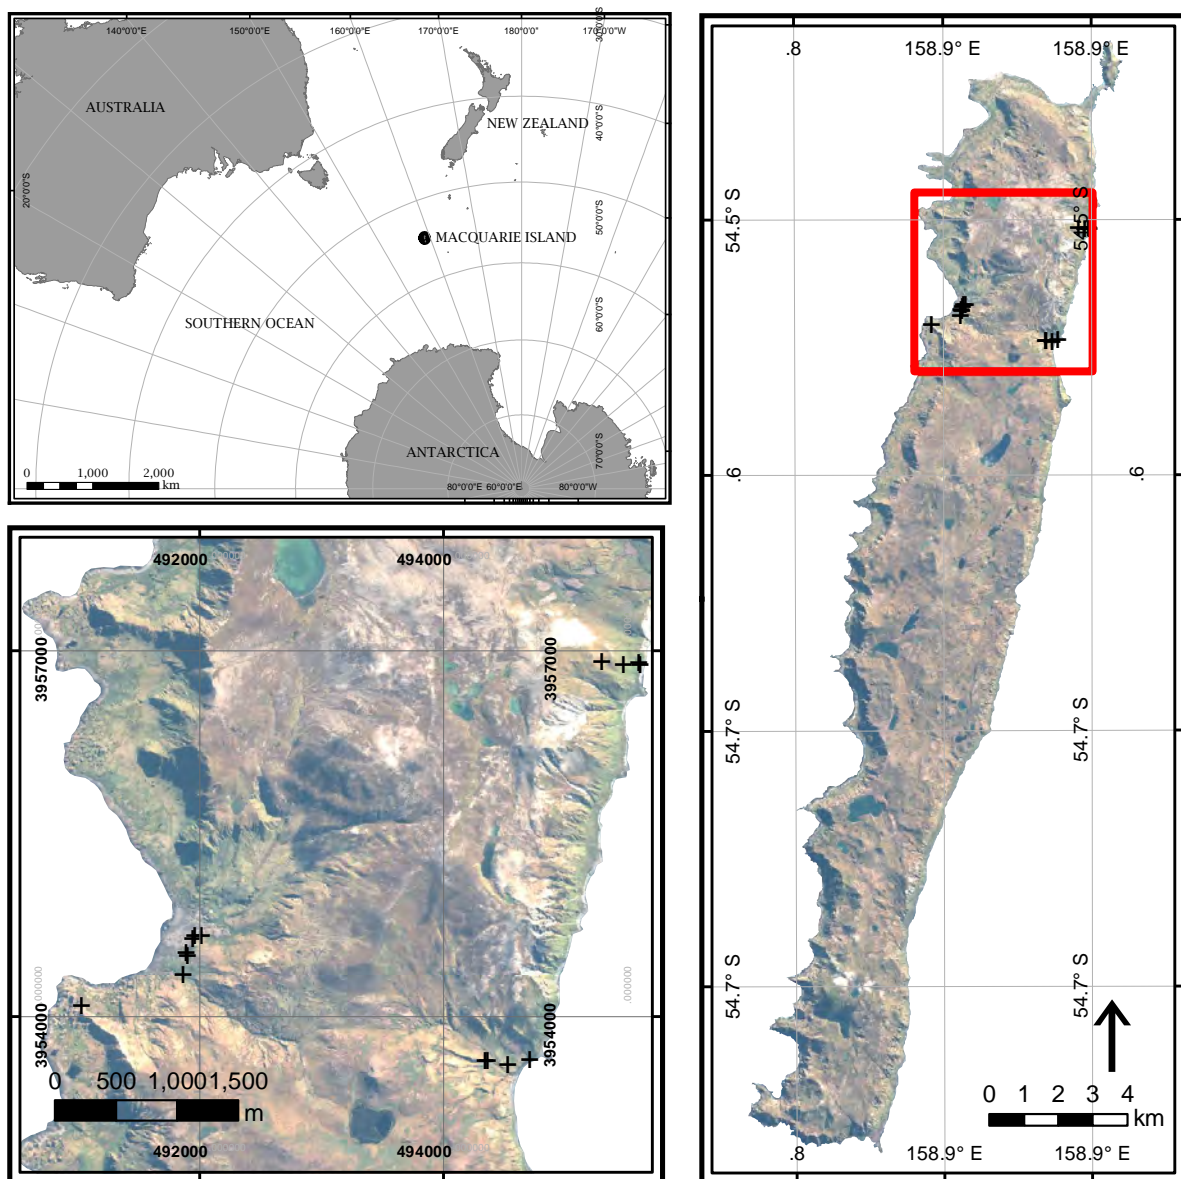 140°0'0"E 150°0'0"E 160°0'0"E 170°0'0"E 180°0'0" 170°0'0"W
30°0'0"S
AUSTRALIA
NEW ZEALAND
40°0'0"S
20°0'0"S
50°0'0"S
MACQUARIE ISLAND
SOUTHERN OCEAN
60°0'0"S
ANTARCTICA
70°0'0"S
0 1,000 2,000
km
80°0'0"E 60°0'0"E 80°0'0"W
492000 494000
3957000 3957000
3954000 3954000
.000000 .000000
0 500 1,000 1,500
m
492000 494000
.8 158.9° E 158.9° E
54.5° S 54.5° S
.6 .6
54.7° S 54.7° S
54.7° S 54.7° S
0 1 2 3 4
km
.8 158.9° E 158.9° E